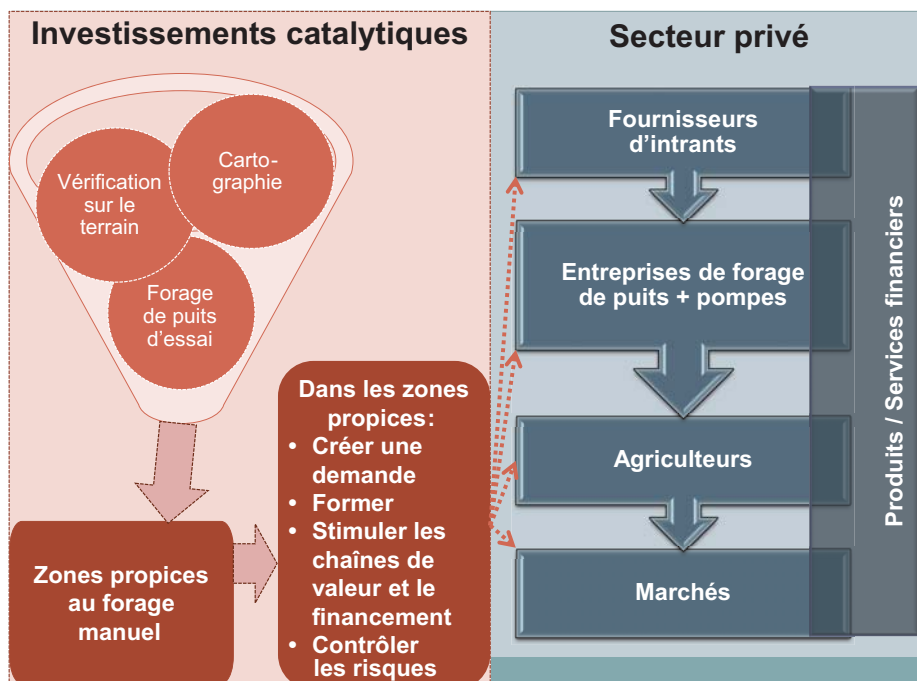 Investissements catalytiques
Vérification
sur le
terrain
Carto-
graphie
Forage
de puits
d'essai
Zones propices
au forage
manuel
Dans les zones
propices:
• Créer une
demande
• Former
• Stimuler les
chaînes de
valeur et le
financement
• Contrôler
les risques
Secteur privé
Fournisseurs
d'intrants
Entreprises de forage
de puits + pompes
Agriculteurs
Marchés
Produits / Services financiers